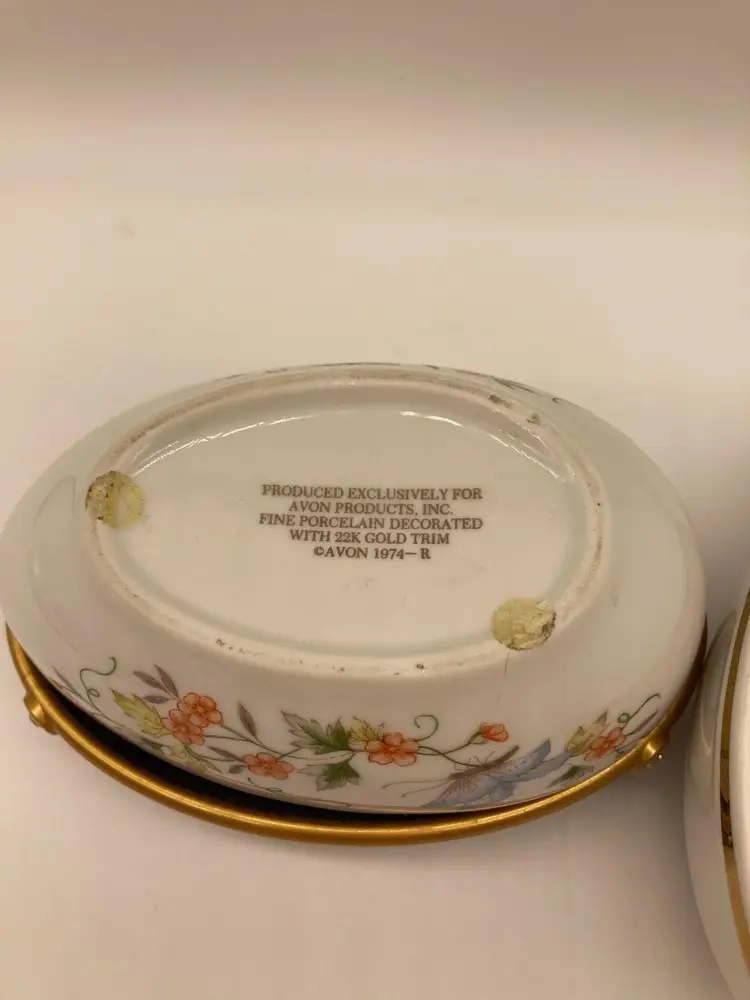 PRODUCED EXCLUSIVELY FOR
AVON PRODUCTS, INC.
FINE PORCELAIN DECORATED
WITH 22K GOLD TRIM
©AVON 1974—R